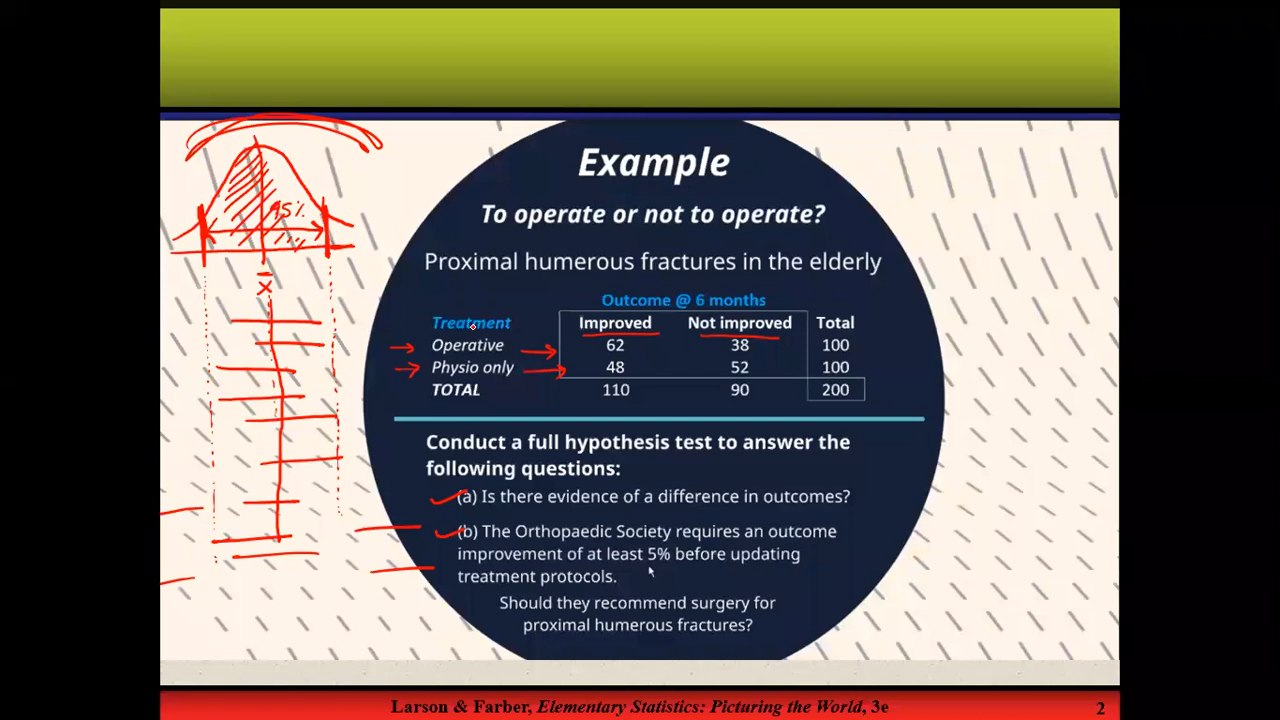 Example
To operate or not to operate?
Proximal humerous fractures in the elderly
Outcome @ 6 months
Treatment Improved Not improved Total
Operative 62 38 100
Physio only 48 52 100
TOTAL 110 90 200
Conduct a full hypothesis test to answer the
following questions:
(a) Is there evidence of a difference in outcomes?
(b) The Orthopaedic Society requires an outcome
improvement of at least 5% before updating
treatment protocols.
Should they recommend surgery for
proximal humerous fractures?
95%
x̄
Larson & Farber, Elementary Statistics: Picturing the World, 3e 2